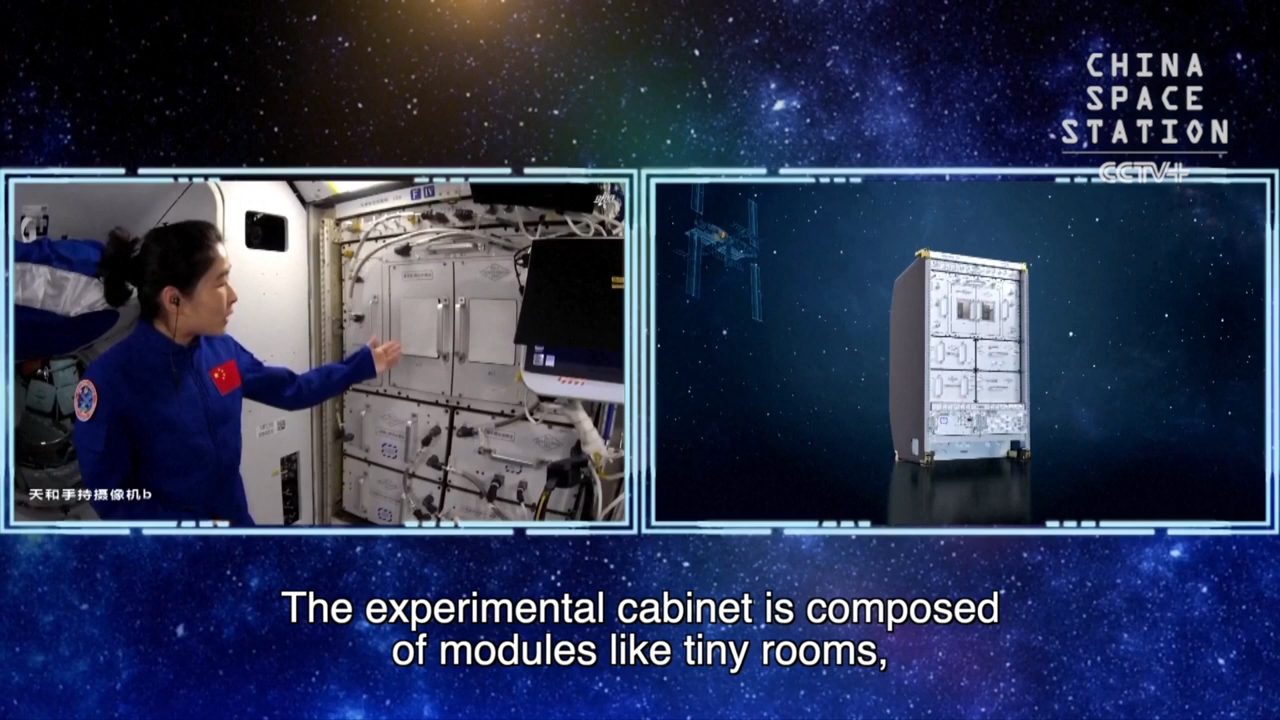 CHINA
SPACE
STATION
CCTV+
F IV
天和手持摄像机b
The experimental cabinet is composed
of modules like tiny rooms,